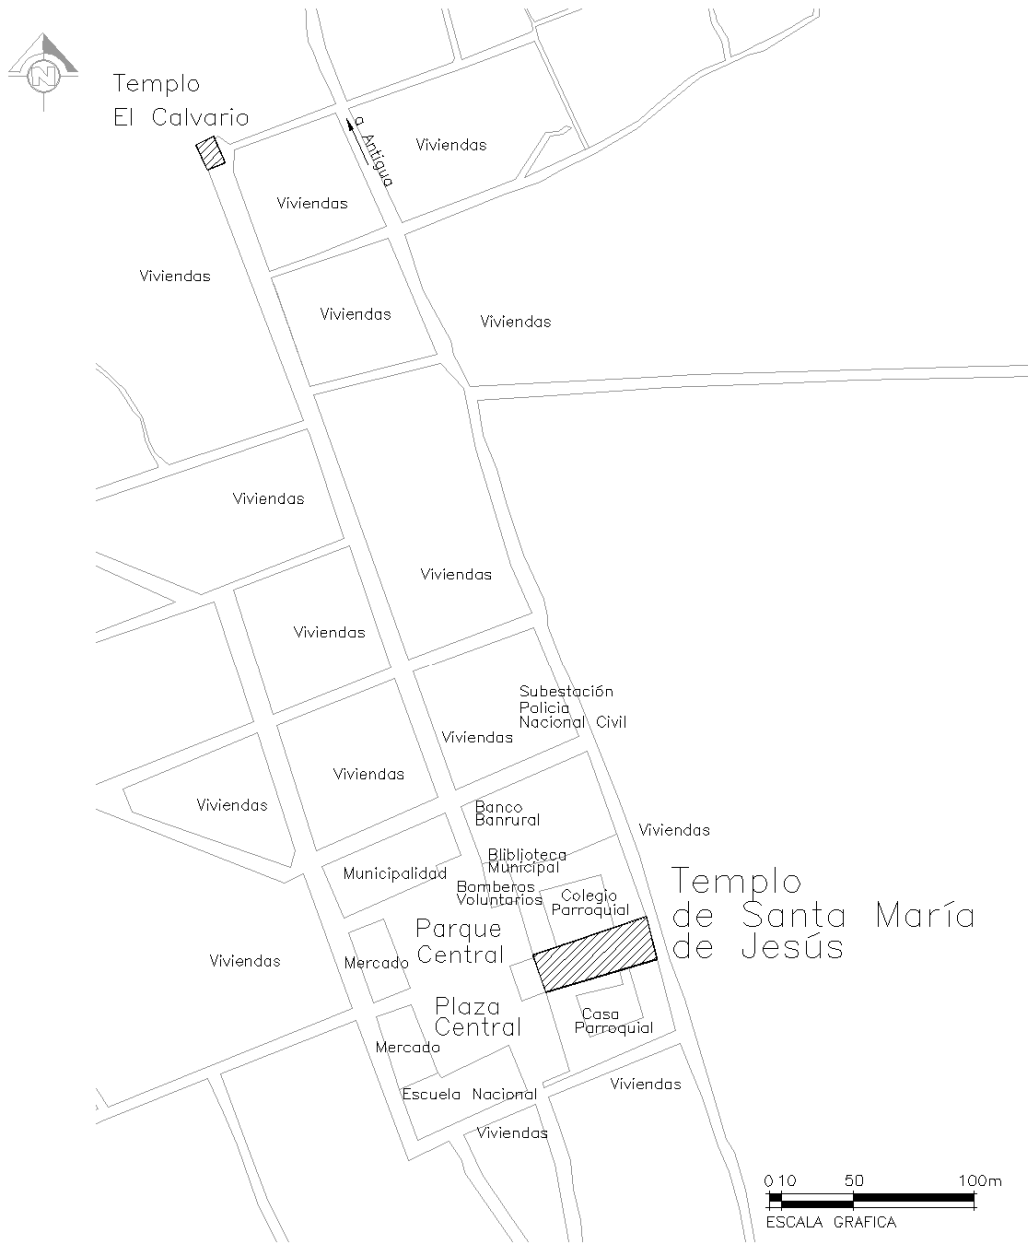 N
Templo
El Calvario
a Antigua
Viviendas
Viviendas
Viviendas
Viviendas
Viviendas
Viviendas
Viviendas
Viviendas
Subestación
Policia
Nacional Civil
Viviendas
Viviendas
Viviendas
Banco
Banrural
Viviendas
Bliblioteca
Municipal
Municipalidad
Bomberos
Voluntarios
Colegio
Parroquial
Templo
de Santa María
de Jesús
Parque
Central
Viviendas
Mercado
Plaza
Central
Casa
Parroquial
Mercado
Viviendas
Escuela Nacional
Viviendas
0 10 50 100m
ESCALA GRAFICA